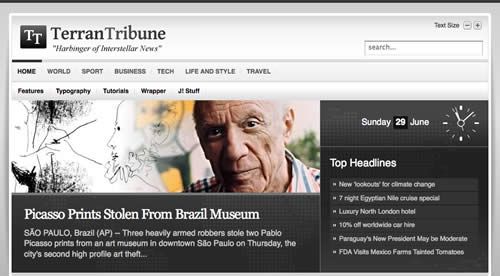 TT TerranTribune
"Harbinger of Interstellar News"
Text Size
search...
HOME WORLD SPORT BUSINESS TECH LIFE AND STYLE TRAVEL
Features Typography Tutorials Wrapper J! Stuff
Sunday 29 June
Top Headlines
» New 'lookouts' for climate change
» 7 night Egyptian Nile cruise special
» Luxury North London hotel
» 10% off worldwide car hire
» Paraguay's New President May be Moderate
» FDA Visits Mexico Farms Tainted Tomatoes
Picasso Prints Stolen From Brazil Museum
SÃO PAULO, Brazil (AP) -- Three heavily armed robbers stole two Pablo
Picasso prints from an art museum in downtown São Paulo on Thursday, the
city's second high profile art theft...